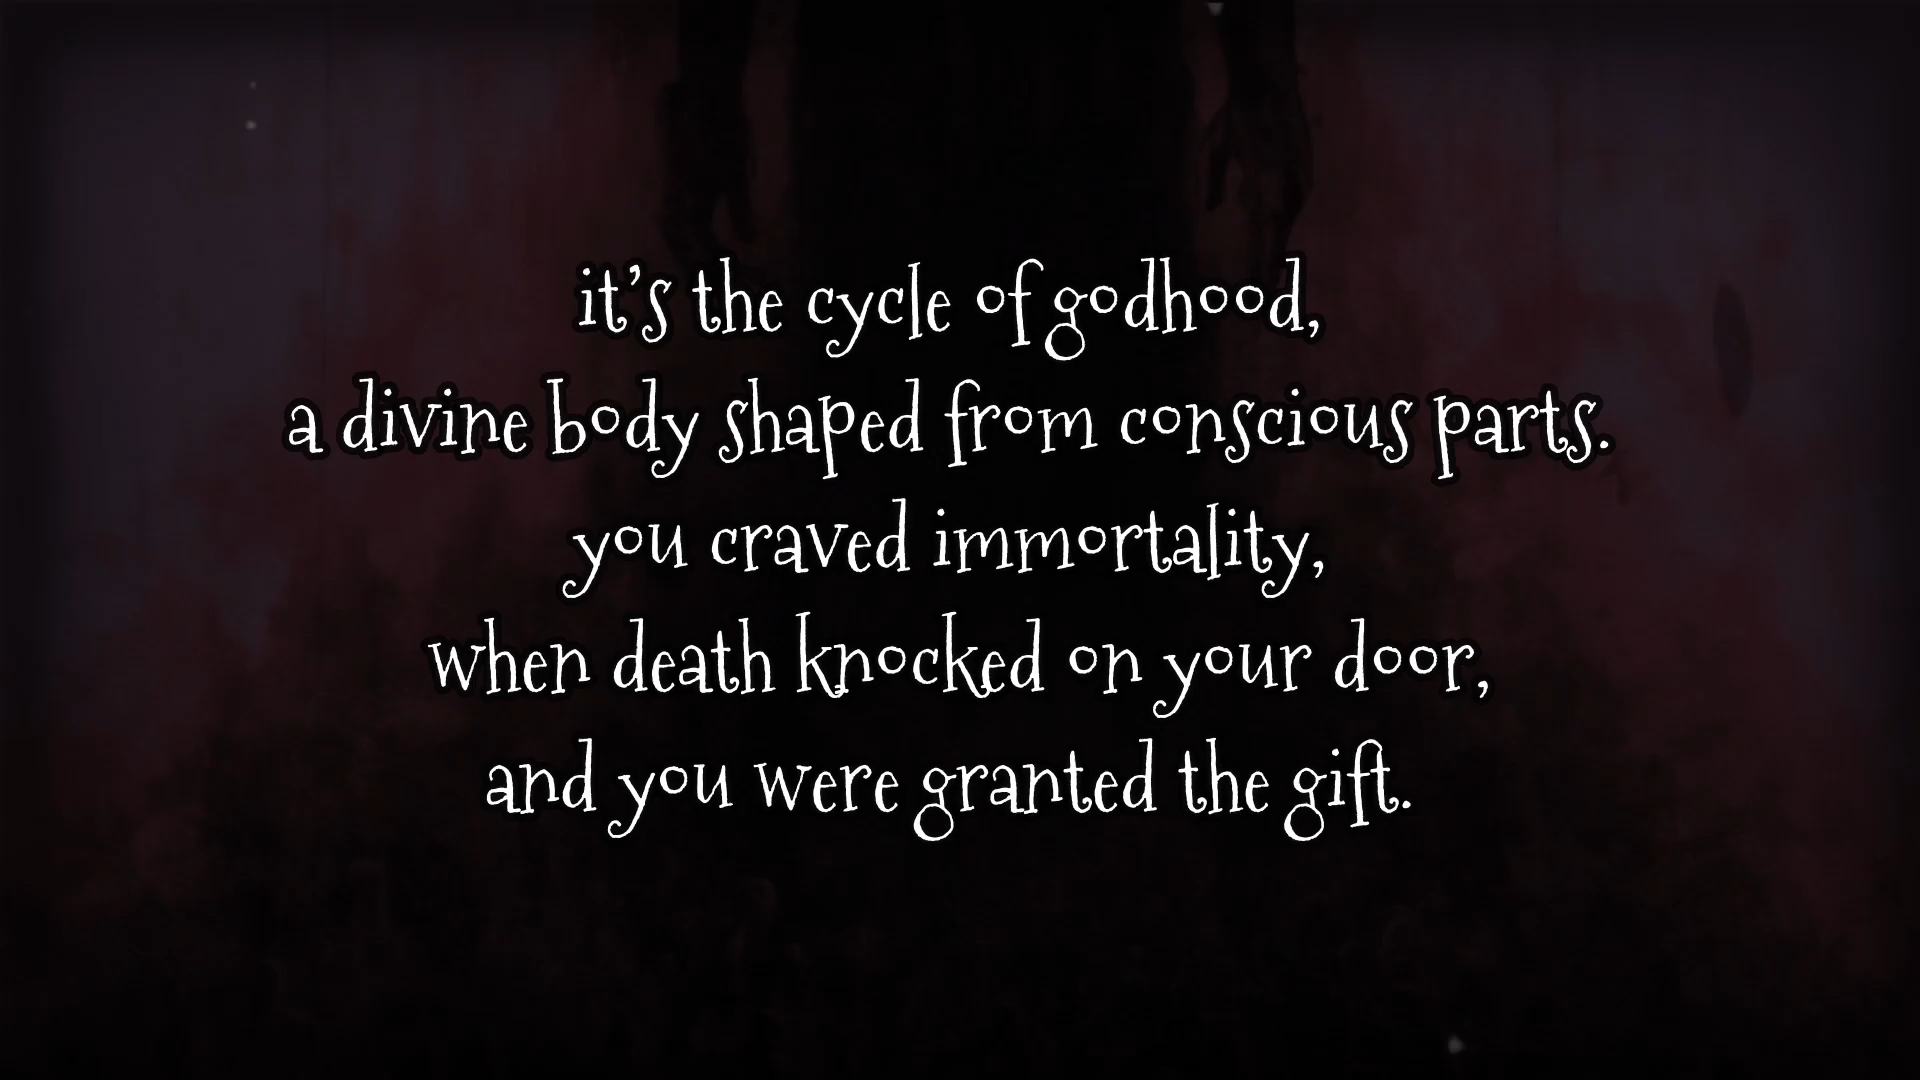 it's the cycle of godhood,
a divine body shaped from conscious parts.
you craved immortality,
when death knocked on your door,
and you were granted the gift.